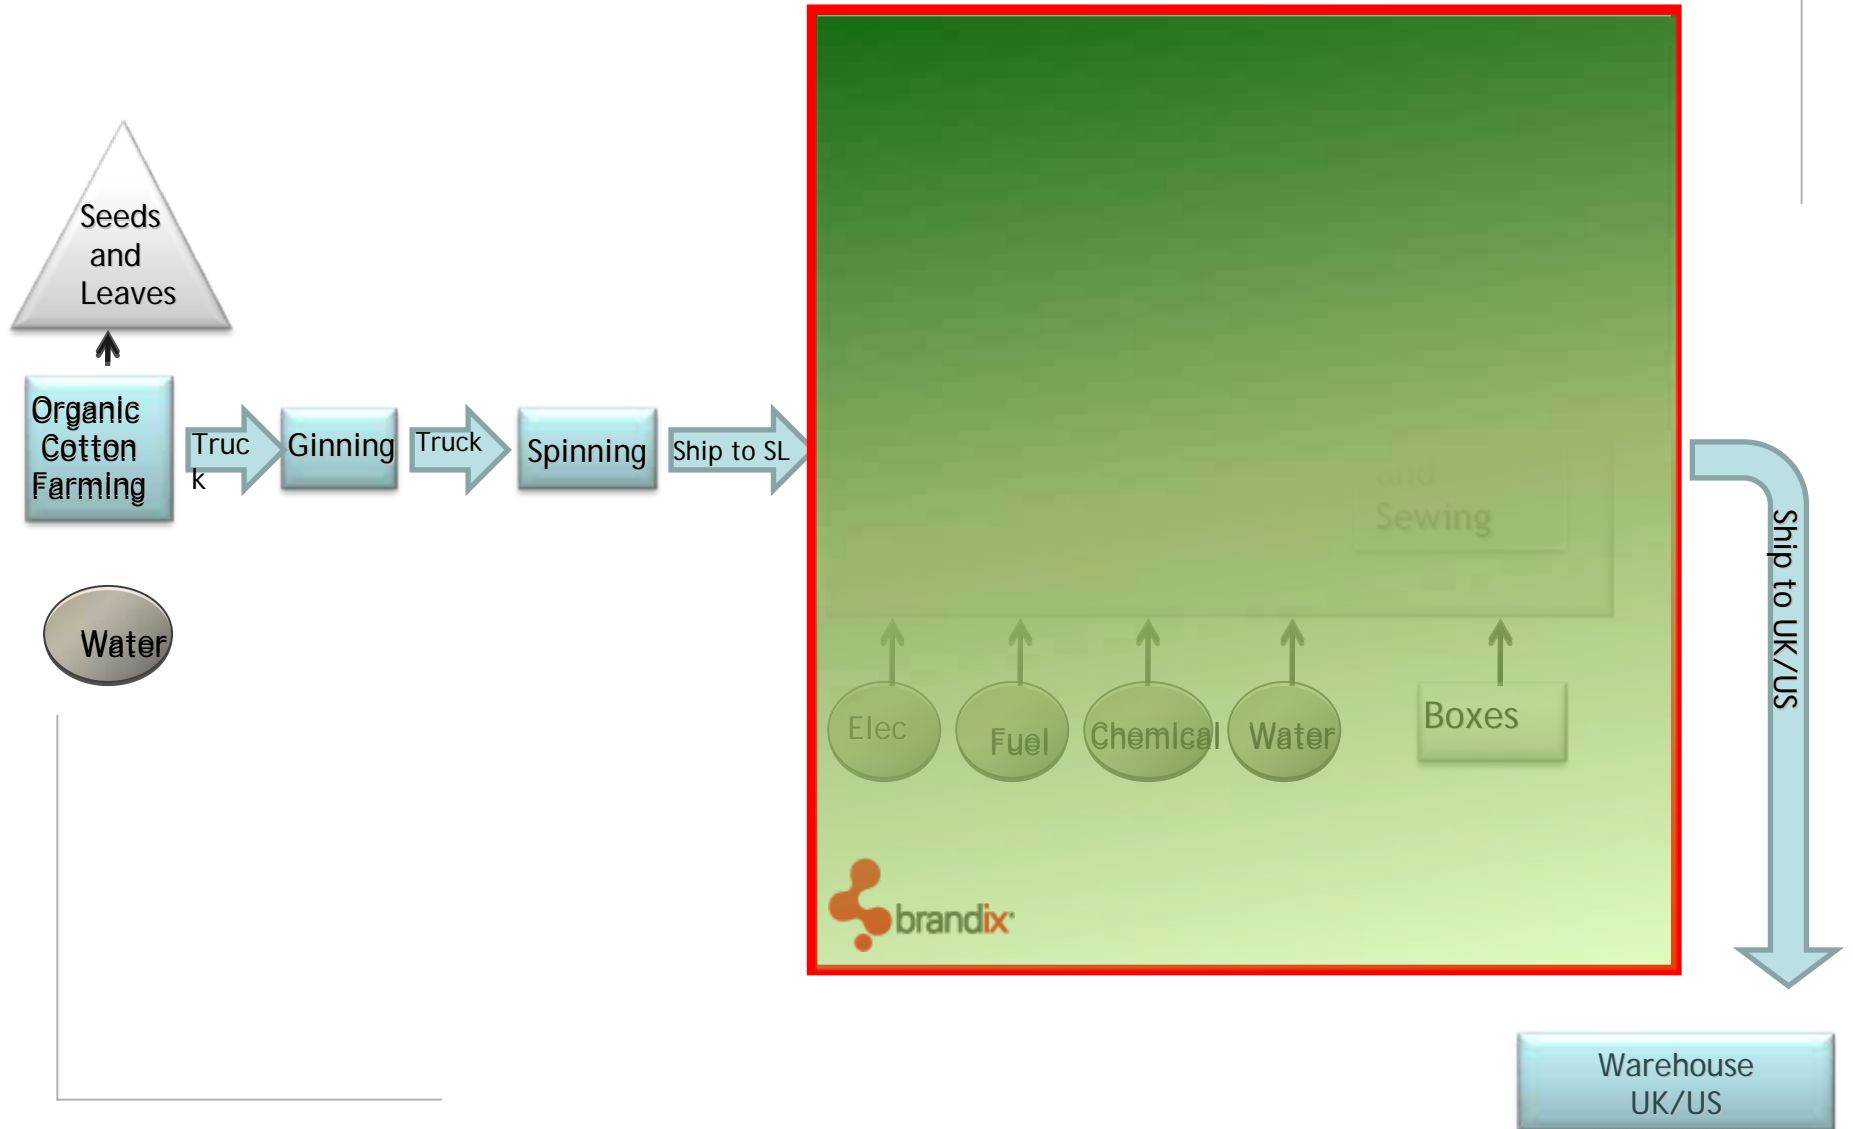 Seeds
and
Leaves
Organic
Cotton
Farming
Truc
k
Ginning
Truck
Spinning
Ship to SL
Water
and
Sewing
Elec
Fuel
Chemical
Water
Boxes
brandix
Ship to UK/US
Warehouse
UK/US